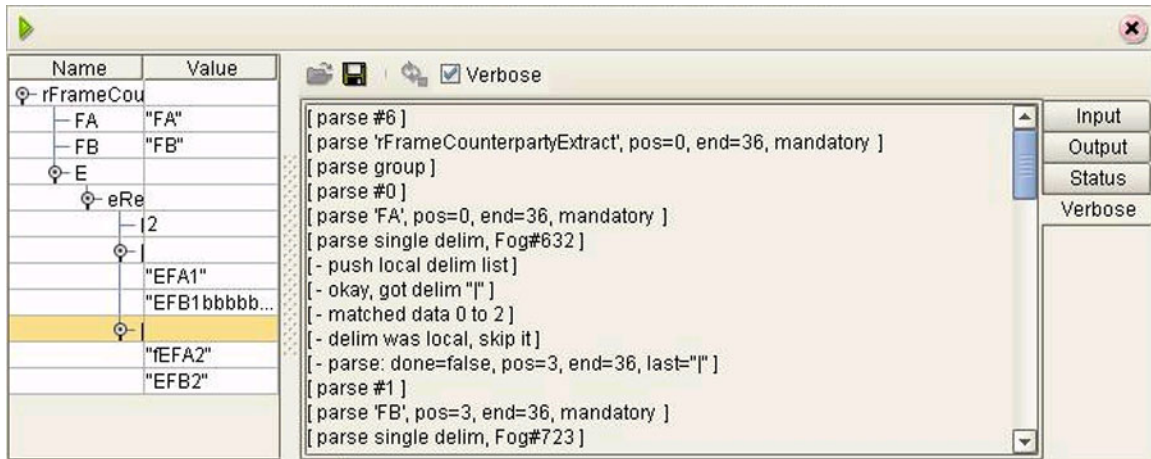 Name Value
rFrameCou
FA "FA"
FB "FB"
E
eRe
2
"EFA1"
"EFB1bbbbb...
"fEFA2"
"EFB2"
Verbose
[ parse #6 ]
[ parse 'rFrameCounterpartyExtract', pos=0, end=36, mandatory ]
[ parse group ]
[ parse #0 ]
[ parse 'FA', pos=0, end=36, mandatory ]
[ parse single delim, Fog#632 ]
[ - push local delim list ]
[ - okay, got delim "|" ]
[ - matched data 0 to 2 ]
[ - delim was local, skip it ]
[ - parse: done=false, pos=3, end=36, last="|" ]
[ parse #1 ]
[ parse 'FB', pos=3, end=36, mandatory ]
[ parse single delim, Fog#723 ]
Input
Output
Status
Verbose